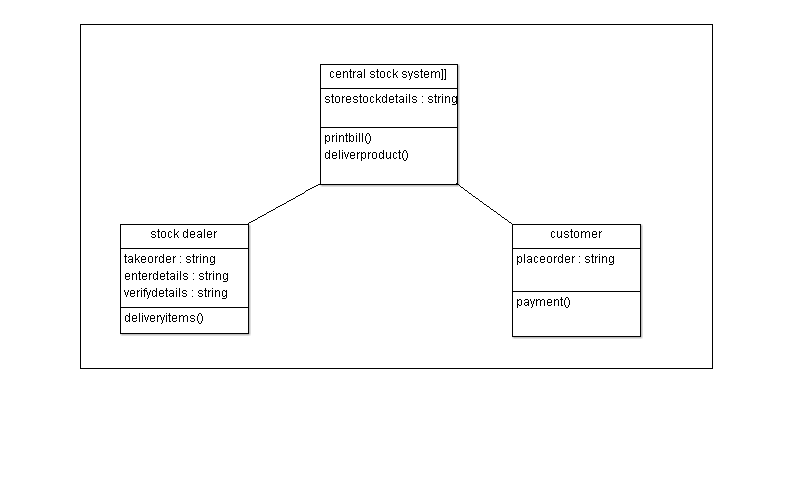 central stock system]]
storestockdetails : string
printbill()
deliverproduct()
stock dealer
takeorder : string
enterdetails : string
verifydetails : string
deliveryitems()
customer
placeorder : string
payment()